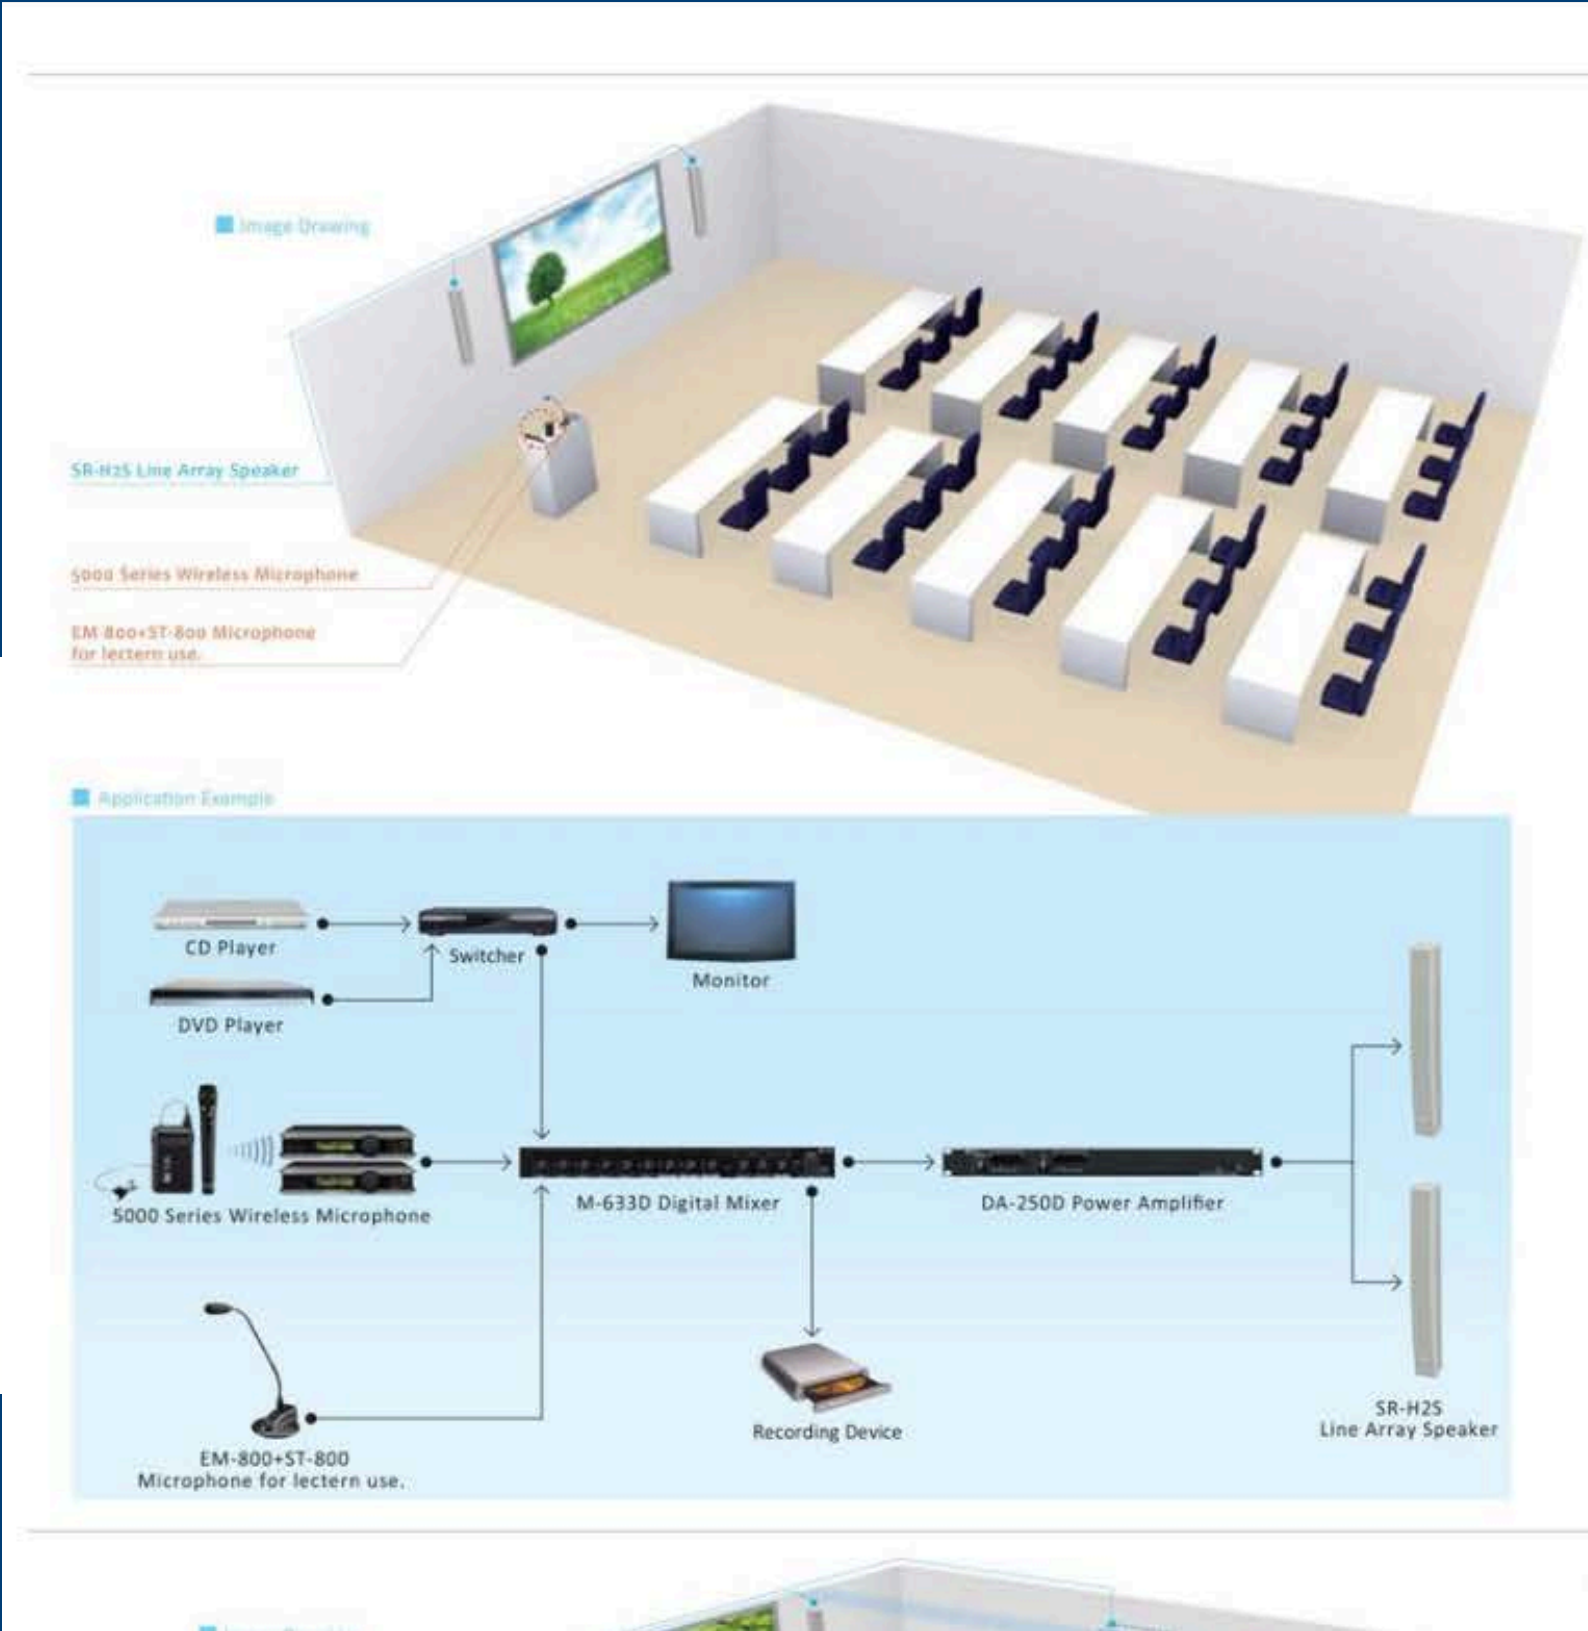 Image Drawing
SR-H2S Line Array Speaker
5000 Series Wireless Microphone
EM-800+ST-800 Microphone
for lectern use.
Application Example
CD Player
Switcher
Monitor
DVD Player
5000 Series Wireless Microphone
M-633D Digital Mixer
DA-250D Power Amplifier
Recording Device
SR-H2S
Line Array Speaker
EM-800+ST-800
Microphone for lectern use.